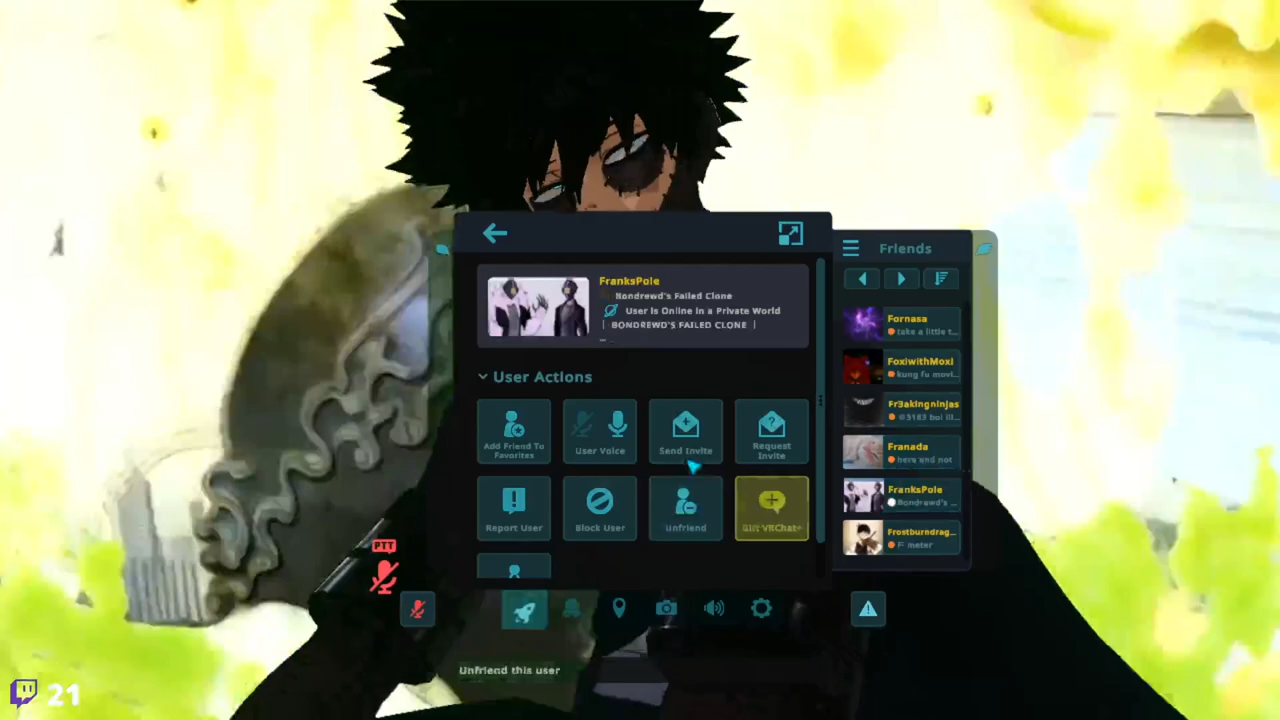 FranksPole
Bondrewd's Failed Clone
User Is Online in a Private World
| BONDREWD'S FAILED CLONE |
User Actions
Add Friend To
Favorites
User Voice
Send Invite
Request
Invite
Report User
Block User
Unfriend
Gift VRChat+
Friends
Fornasa
take a little t...
FoxiwithMoxi
kung fu movi...
Fr3akingninjas
Franada
here and not
FranksPole
Bondrewd's ...
Frostburndrag...
F meter
PTT
Unfriend this user
21